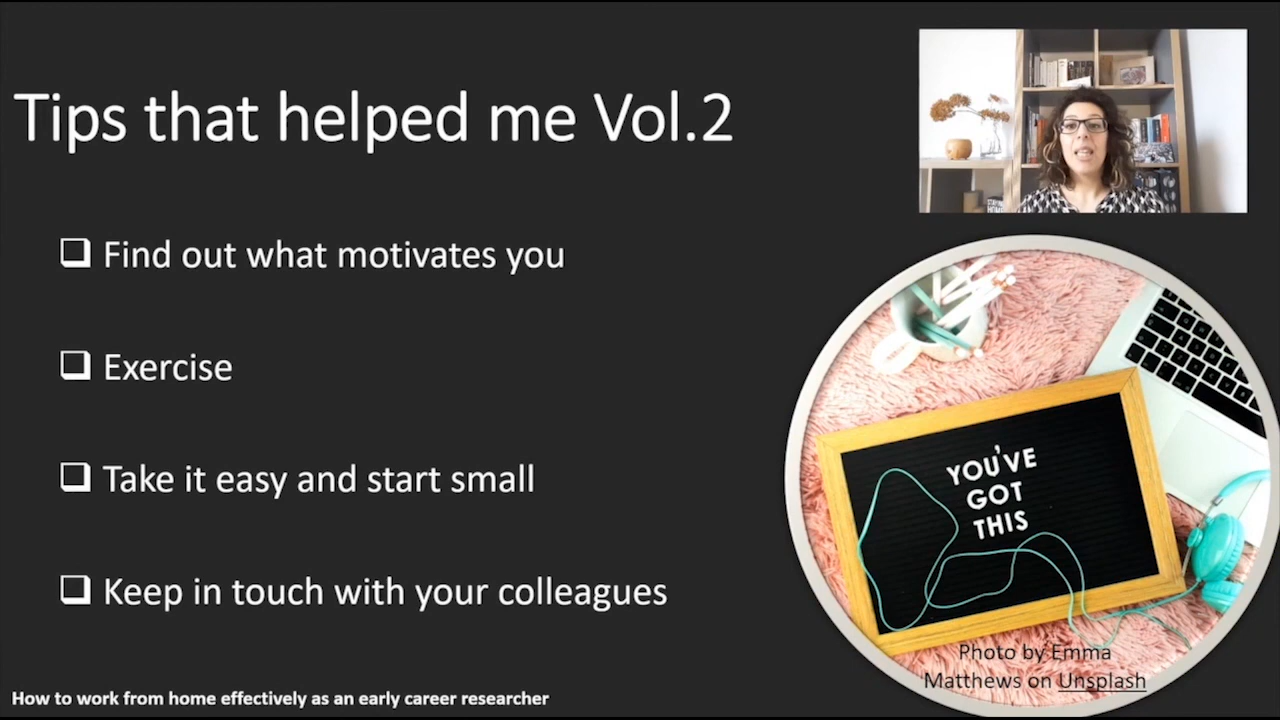 Tips that helped me Vol.2
Find out what motivates you
Exercise
Take it easy and start small
Keep in touch with your colleagues
YOU'VE
GOT
THIS
Photo by Emma
Matthews on Unsplash
How to work from home effectively as an early career researcher